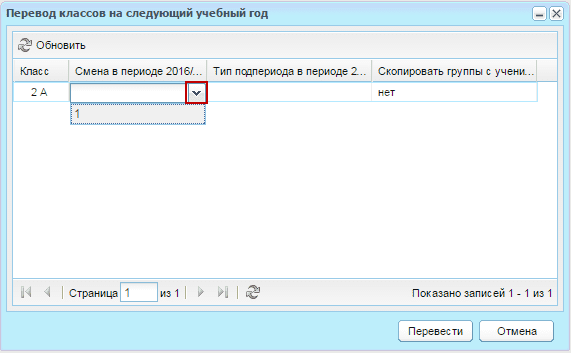 Перевод классов на следующий учебный год
Обновить
Класс Смена в периоде 2016/... Тип подпериода в периоде 2... Скопировать группы с учени...
2 А нет
1
Страница 1 из 1 Показано записей 1 - 1 из 1
Перевести Отмена